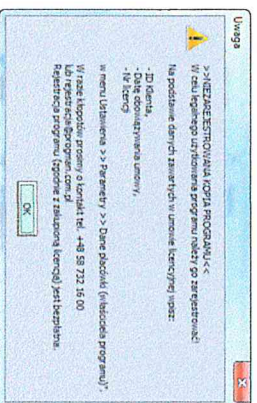 Uwaga
>>NIEZAREJESTROWANA KOPIA PROGRAMU<<
W celu legalnego użytkowania programu należy go zarejestrować!
Na podstawie danych zawartych w umowie licencyjnej wpisz:
- ID Klienta,
- Datę obowiązywania umowy,
- Nr licencji
w menu Ustawienia >> Parametry >> Dane placówki (właściciela programu)".
W razie kłopotów prosimy o kontakt tel. +48 58 732 16 00
lub rejestracja@progmam.com.pl
Rejestracja programu (zgodnie z zakupioną licencją) jest bezpłatna.
OK